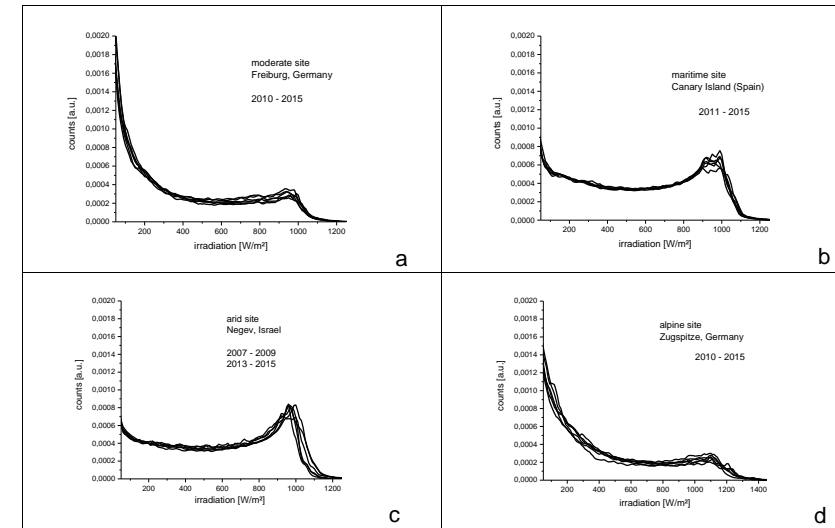 0,0020
0,0018
0,0016
0,0014
0,0012
0,0010
0,0008
0,0006
0,0004
0,0002
0,0000
counts [a.u.]
moderate site
Freiburg, Germany
2010 - 2015
200 400 600 800 1000 1200
irradiation [W/m²]
a
0,0020
0,0018
0,0016
0,0014
0,0012
0,0010
0,0008
0,0006
0,0004
0,0002
0,0000
counts [a.u.]
maritime site
Canary Island (Spain)
2011 - 2015
200 400 600 800 1000 1200
irradiation [W/m²]
b
0,0020
0,0018
0,0016
0,0014
0,0012
0,0010
0,0008
0,0006
0,0004
0,0002
0,0000
counts [a.u.]
arid site
Negev, Israel
2007 - 2009
2013 - 2015
200 400 600 800 1000 1200
irradiation [W/m²]
c
0,0020
0,0018
0,0016
0,0014
0,0012
0,0010
0,0008
0,0006
0,0004
0,0002
0,0000
counts [a.u.]
alpine site
Zugspitze, Germany
2010 - 2015
200 400 600 800 1000 1200 1400
irradiation [W/m²]
d